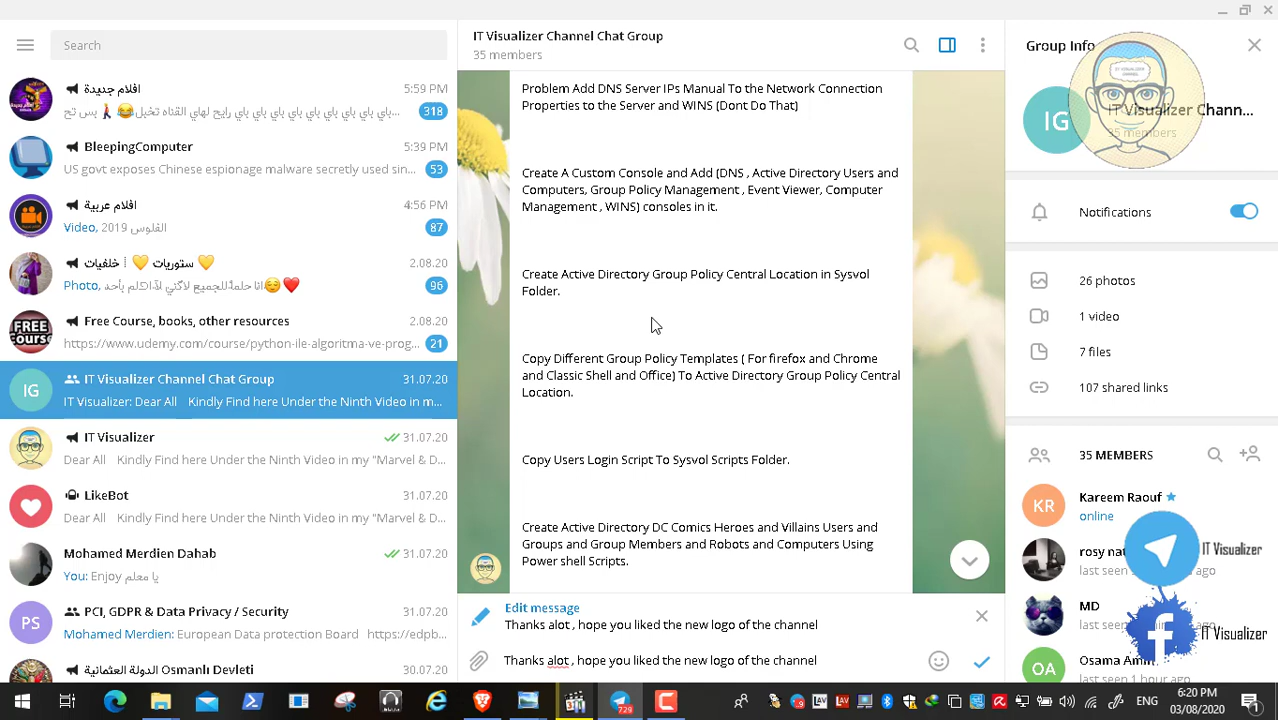 Search
افلام جديدة
5:59 PM
باي باي باي باي باي باي رايح لهاي القناه تخبل😂🚶بس تح...
318
BleepingComputer
5:39 PM
US govt exposes Chinese espionage malware secretly used sin...
53
افلام عربية
4:56 PM
Video, الفلوس 2019
87
خلفيات | 💛 ستوريات 💛
2.08.20
Photo,
96
Free Course, books, other resources
2.08.20
https://www.udemy.com/course/python-ile-algoritma-ve-prog...
21
FREE
IG
IT Visualizer Channel Chat Group
31.07.20
IT Visualizer: Dear All Kindly Find here Under the Ninth Video in m...
IT Visualizer
31.07.20
Dear All Kindly Find here Under the Ninth Video in my "Marvel & D...
LikeBot
31.07.20
Dear All Kindly Find here Under the Ninth Video in my "Marvel & D...
Mohamed Merdien Dahab
31.07.20
You: Enjoy يا معلم
PS
PCI, GDPR & Data Privacy / Security
31.07.20
Mohamed Merdien: European Data protection Board https://edpb...
الدولة العثمانية Osmanlı Devleti
30.07.20
IT Visualizer Channel Chat Group
35 members
Problem Add DNS Server IPs Manual To the Network Connection
Properties to the Server and WINS (Dont Do That)
Create A Custom Console and Add (DNS , Active Directory Users and
Computers, Group Policy Management , Event Viewer, Computer
Management , WINS) consoles in it.
Create Active Directory Group Policy Central Location in Sysvol
Folder.
Copy Different Group Policy Templates ( For firefox and Chrome
and Classic Shell and Office) To Active Directory Group Policy Central
Location.
Copy Users Login Script To Sysvol Scripts Folder.
Create Active Directory DC Comics Heroes and Villains Users and
Groups and Group Members and Robots and Computers Using
Power shell Scripts.
Edit message
Thanks alot , hope you liked the new logo of the channel
Thanks alot , hope you liked the new logo of the channel
Group Info
IG
IT Visualizer Chann...
35 members
Notifications
26 photos
1 video
7 files
107 shared links
35 MEMBERS
KR
Kareem Raouf
online
rosy nat
last seen
ago
MD
last seen
OA
Osama Amin
last seen 1 hour ago
IT Visualizer
IT Visualizer
729
LAV
LAV
ENG
6:20 PM
03/08/2020
1